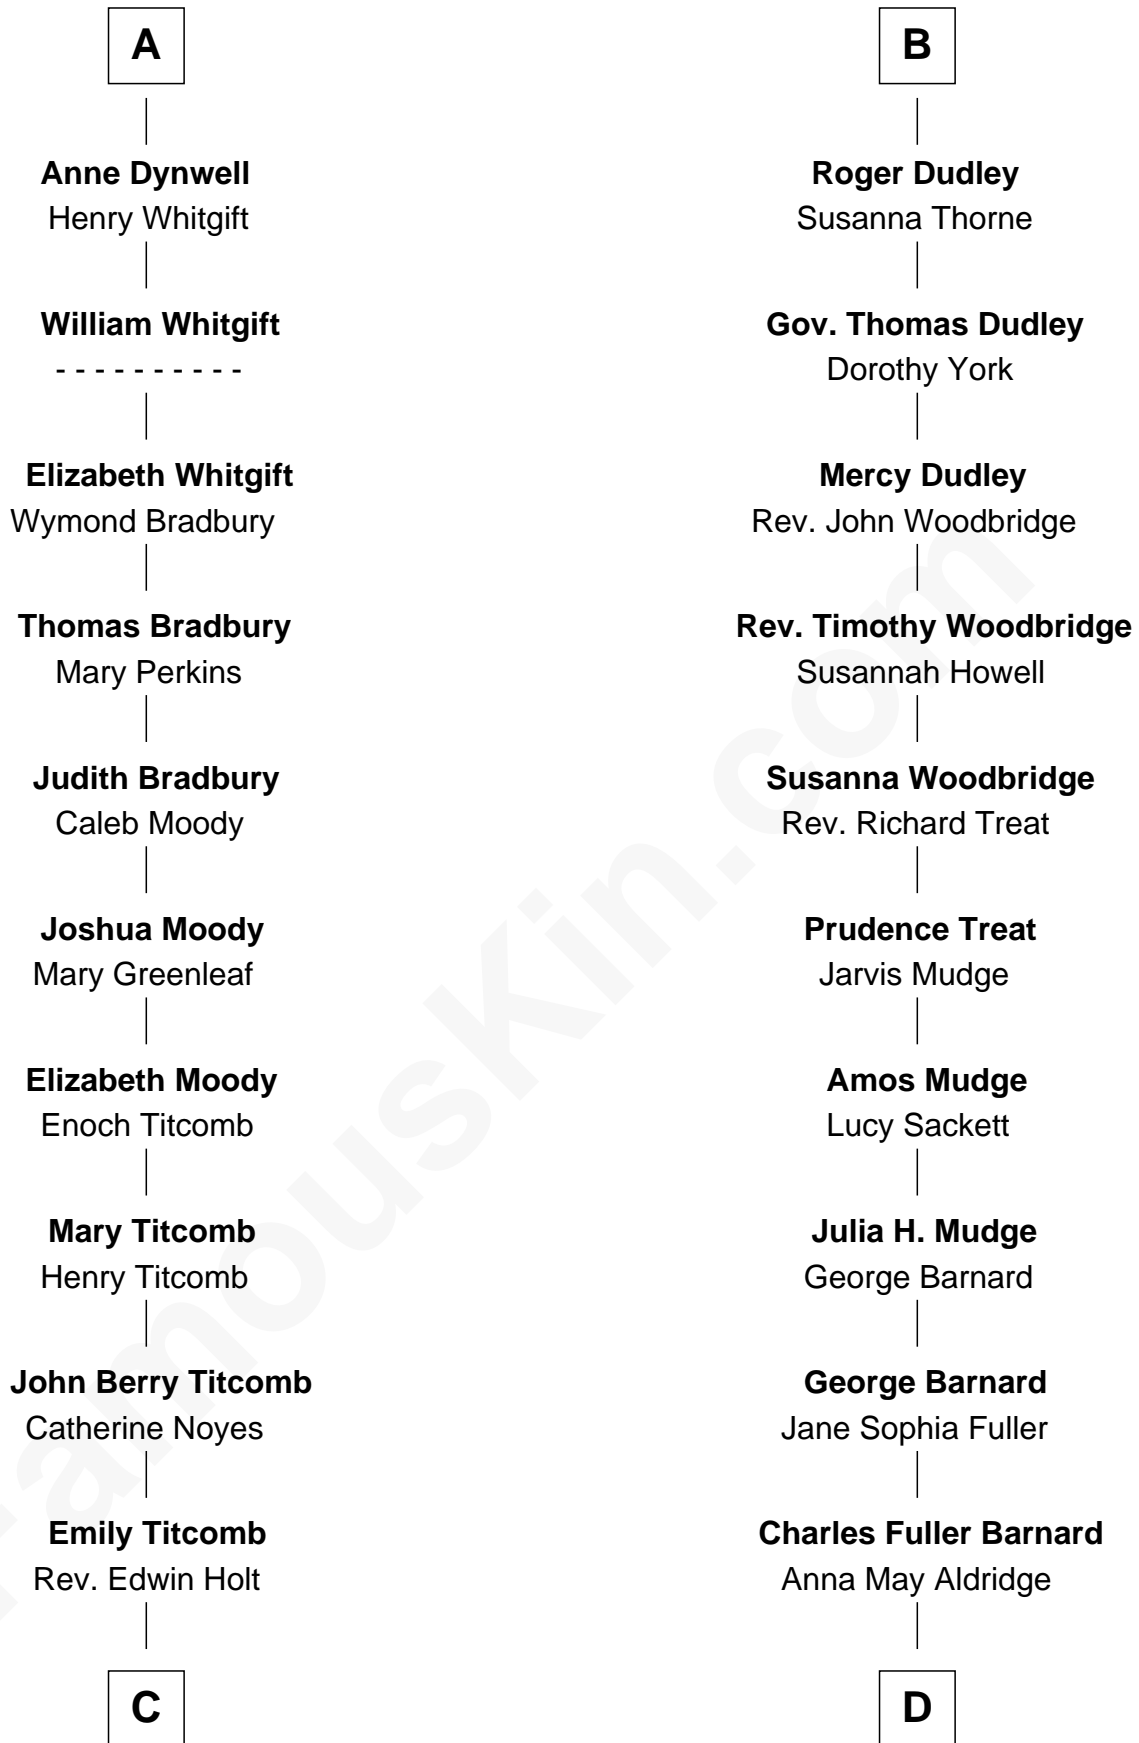 A
Anne Dynwell
Henry Whitgift
William Whitgift
- - - - - - - - - -
Elizabeth Whitgift
Wymond Bradbury
Thomas Bradbury
Mary Perkins
Judith Bradbury
Caleb Moody
Joshua Moody
Mary Greenleaf
Elizabeth Moody
Enoch Titcomb
Mary Titcomb
Henry Titcomb
John Berry Titcomb
Catherine Noyes
Emily Titcomb
Rev. Edwin Holt
C
B
Roger Dudley
Susanna Thorne
Gov. Thomas Dudley
Dorothy York
Mercy Dudley
Rev. John Woodbridge
Rev. Timothy Woodbridge
Susannah Howell
Susanna Woodbridge
Rev. Richard Treat
Prudence Treat
Jarvis Mudge
Amos Mudge
Lucy Sackett
Julia H. Mudge
George Barnard
George Barnard
Jane Sophia Fuller
Charles Fuller Barnard
Anna May Aldridge
D
FamousKin.com